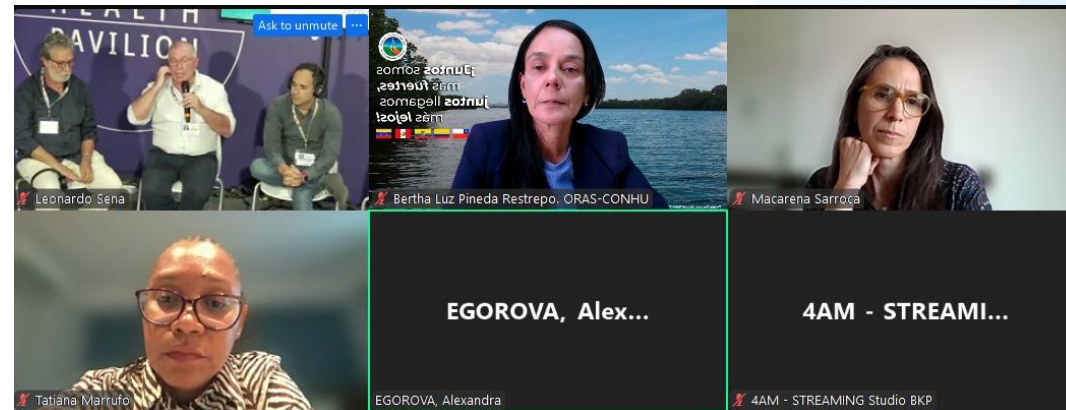 HEALTH
PAVILION
Ask to unmute
Leonardo Sena
¡Juntos somos
más fuertes,
juntos llegamos
más lejos!
Bertha Luz Pineda Restrepo. ORAS-CONHU
Macarena Sarroca
Tatiana Marrufo
EGOROVA, Alex...
EGOROVA, Alexandra
4AM - STREAMI...
4AM - STREAMING Studio BKP